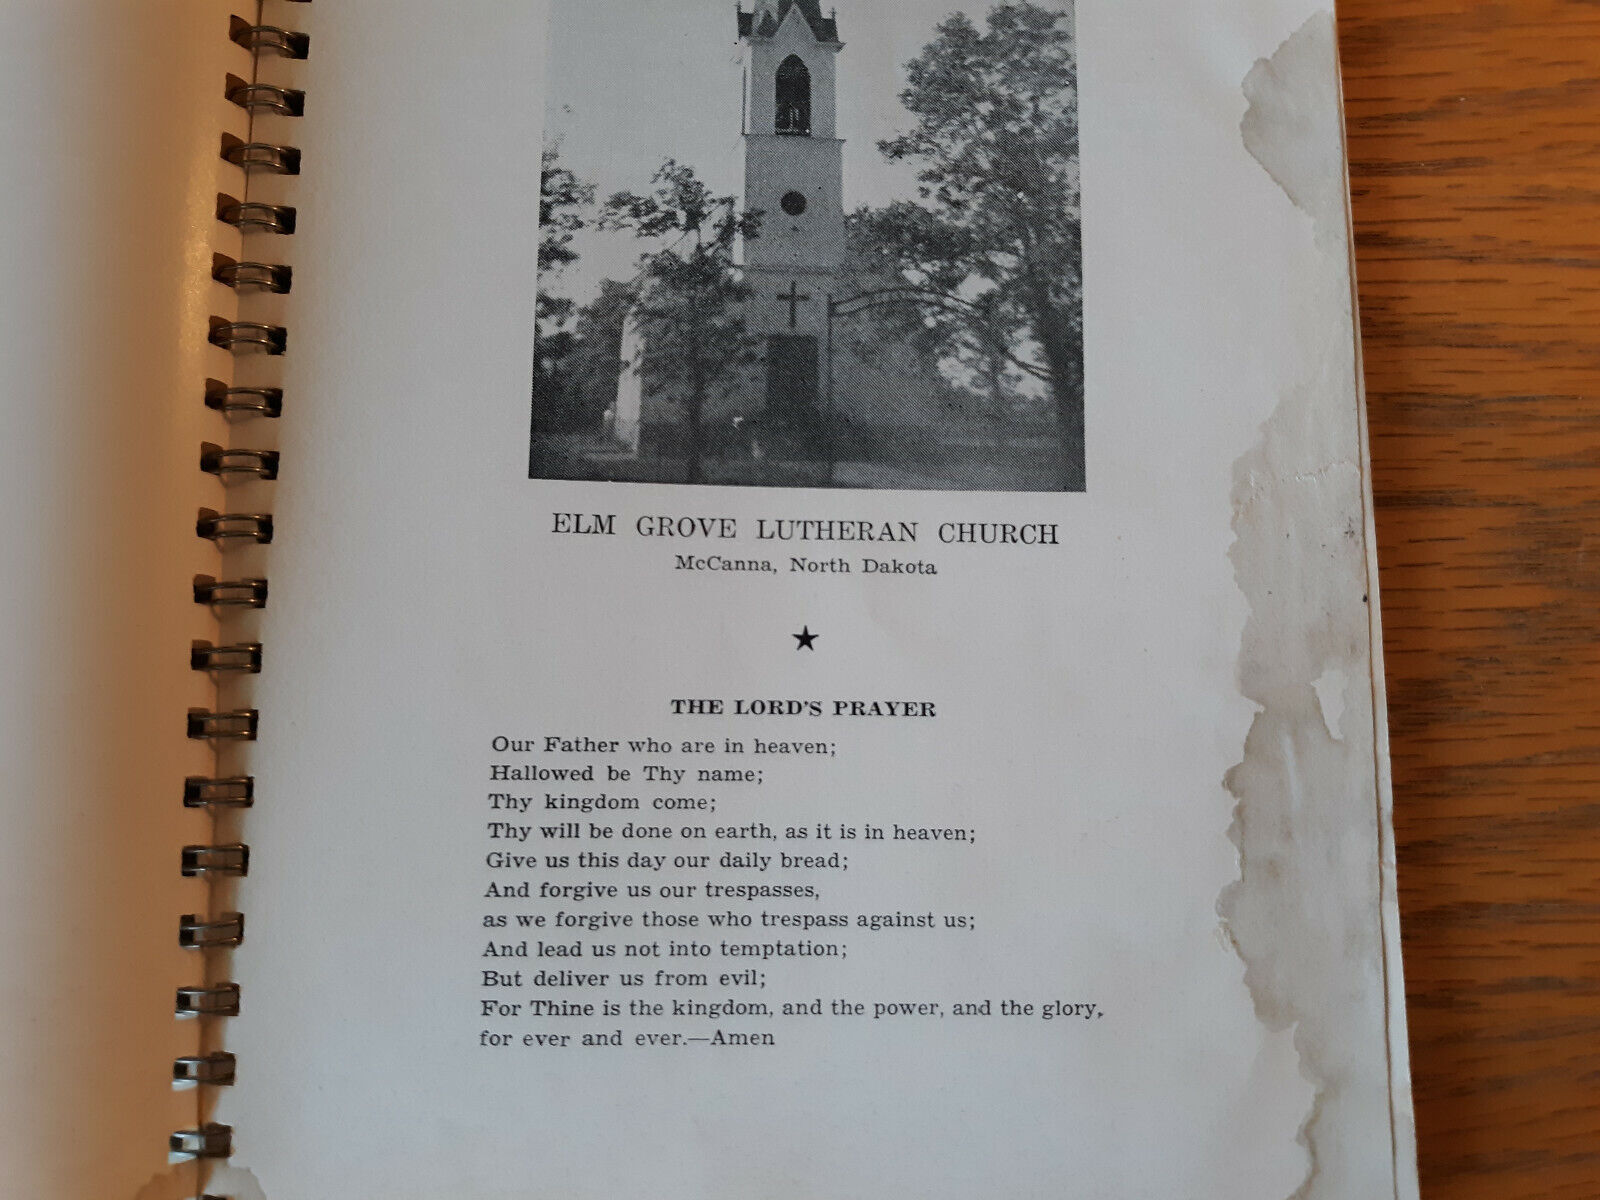 ELM GROVE LUTHERAN CHURCH
McCanna, North Dakota
THE LORD'S PRAYER
Our Father who are in heaven;
Hallowed be Thy name;
Thy kingdom come;
Thy will be done on earth, as it is in heaven;
Give us this day our daily bread;
And forgive us our trespasses,
as we forgive those who trespass against us;
And lead us not into temptation;
But deliver us from evil;
For Thine is the kingdom, and the power, and the glory,
for ever and ever.—Amen